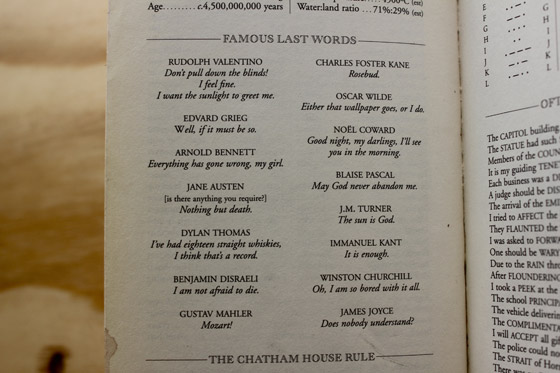 Age......... c.4,500,000,000 years
Water:land ratio ...71%:29% (est)
FAMOUS LAST WORDS
RUDOLPH VALENTINO
Don't pull down the blinds!
I feel fine.
I want the sunlight to greet me.
EDVARD GRIEG
Well, if it must be so.
ARNOLD BENNETT
Everything has gone wrong, my girl.
JANE AUSTEN
[is there anything you require?]
Nothing but death.
DYLAN THOMAS
I've had eighteen straight whiskies,
I think that's a record.
BENJAMIN DISRAELI
I am not afraid to die.
GUSTAV MAHLER
Mozart!
CHARLES FOSTER KANE
Rosebud.
OSCAR WILDE
Either that wallpaper goes, or I do.
NOËL COWARD
Good night, my darlings, I'll see
you in the morning.
BLAISE PASCAL
May God never abandon me.
J.M. TURNER
The sun is God.
IMMANUEL KANT
It is enough.
WINSTON CHURCHILL
Oh, I am so bored with it all.
JAMES JOYCE
Does nobody understand?
THE CHATHAM HOUSE RULE
E
F
G
H
I
J
K
L
G
H
I
J
K
L
OFT
The CAPITOL building
The STATUE had such
Members of the COUN
It is my guiding TENE
Each business was a DI
A judge should be DIS
The arrival of the EMI
I tried to AFFECT the
They FLAUNTED the
I was asked to FORWA
One should be WARY
Due to the RAIN thro
After FLOUNDERING
I took a PEEK at the
The school PRINCIP
The vehicle deliverin
The COMPLIMENTA
I will ACCEPT all gif
The police could no
The STRAIT of Horm
There was